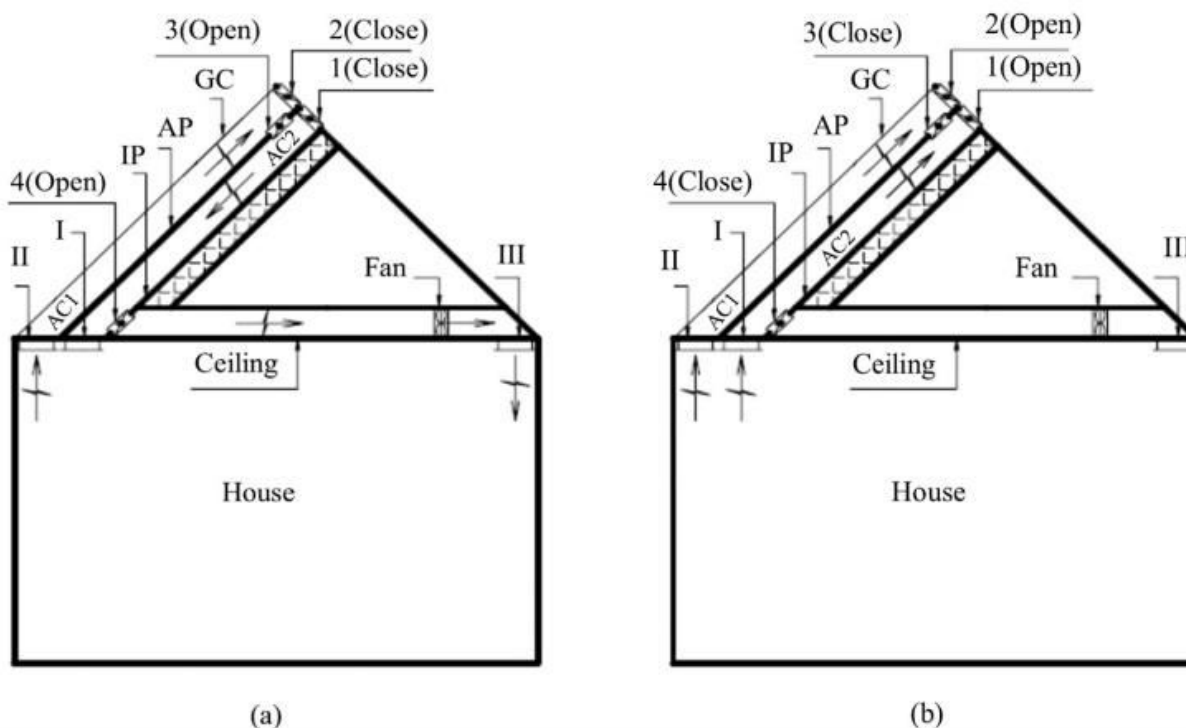 3(Open)
2(Close)
1(Close)
GC
AP
IP
4(Open)
I
II
AC1
AC2
Fan
III
Ceiling
House
(a)
3(Close)
2(Open)
1(Open)
GC
AP
IP
4(Close)
I
II
AC1
AC2
Fan
III
Ceiling
House
(b)